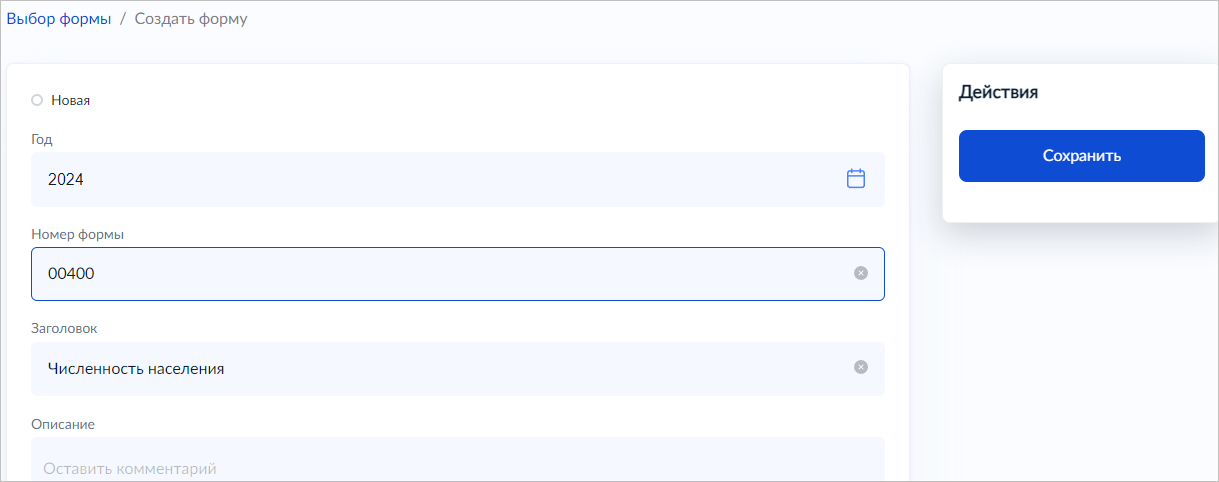 Выбор формы / Создать форму
Новая
Год
2024
Номер формы
00400
Заголовок
Численность населения
Описание
Оставить комментарий
Действия
Сохранить